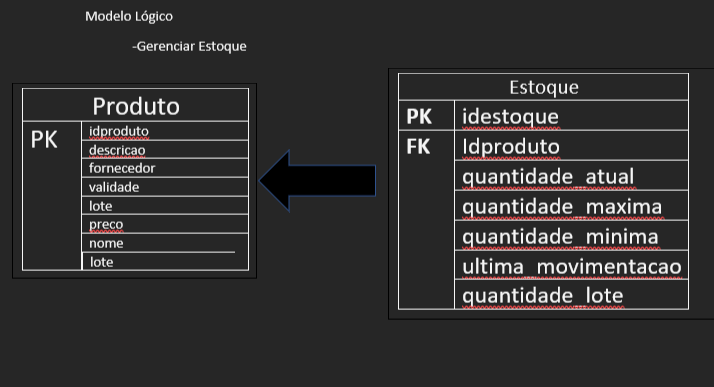 Modelo Lógico
-Gerenciar Estoque
Produto
PK
idproduto
descricao
fornecedor
validade
lote
preco
nome
lote
Estoque
PK idestoque
FK Idproduto
quantidade_atual
quantidade_maxima
quantidade_minima
ultima_movimentacao
quantidade_lote